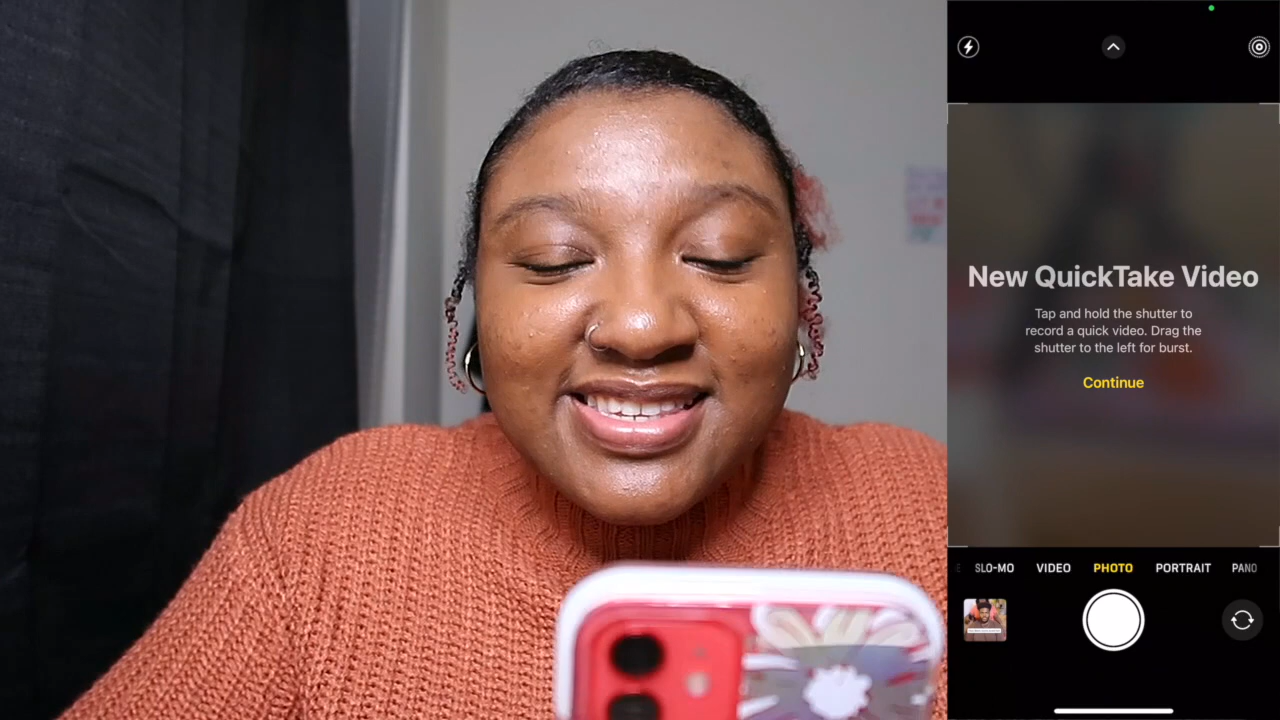 New QuickTake Video
Tap and hold the shutter to
record a quick video. Drag the
shutter to the left for burst.
Continue
SLO-MO VIDEO PHOTO PORTRAIT PANO